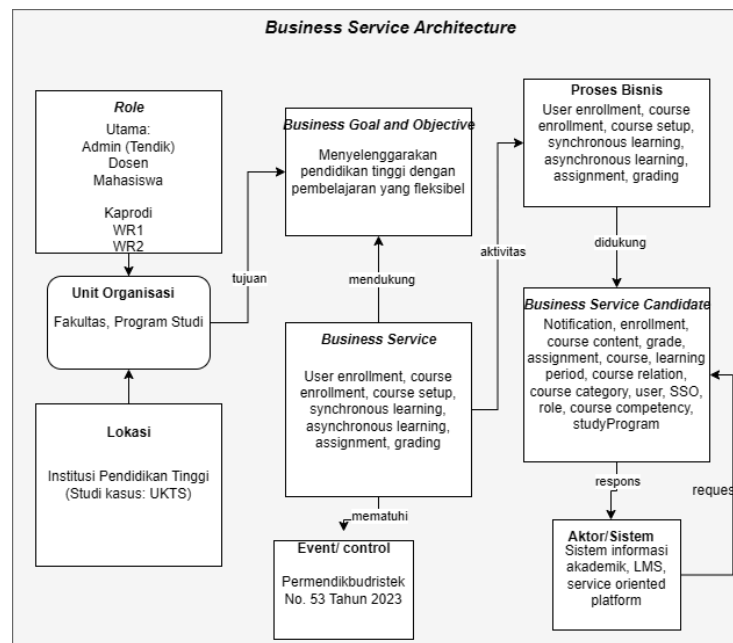 Business Service Architecture
Role
Utama:
Admin (Tendik)
Dosen
Mahasiswa
Kaprodi
WR1
WR2
Unit Organisasi
Fakultas, Program Studi
Lokasi
Institusi Pendidikan Tinggi
(Studi kasus: UKTS)
tujuan
Business Goal and Objective
Menyelenggarakan
pendidikan tinggi dengan
pembelajaran yang fleksibel
mendukung
Business Service
User enrollment, course
enrollment, course setup,
synchronous learning,
asynchronous learning,
assignment, grading
mematuhi
Event/ control
Permendikbudristek
No. 53 Tahun 2023
aktivitas
Proses Bisnis
User enrollment, course
enrollment, course setup,
synchronous learning,
asynchronous learning,
assignment, grading
didukung
Business Service Candidate
Notification, enrollment,
course content, grade,
assignment, course, learning
period, course relation,
course category, user, SSO,
role, course competency,
studyProgram
respons
reques
Aktor/Sistem
Sistem informasi
akademik, LMS,
service oriented
platform